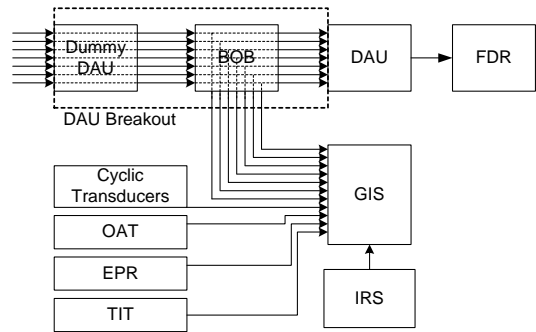 Dummy
DAU
BOB
DAU
FDR
DAU Breakout
Cyclic
Transducers
GIS
OAT
EPR
IRS
TIT